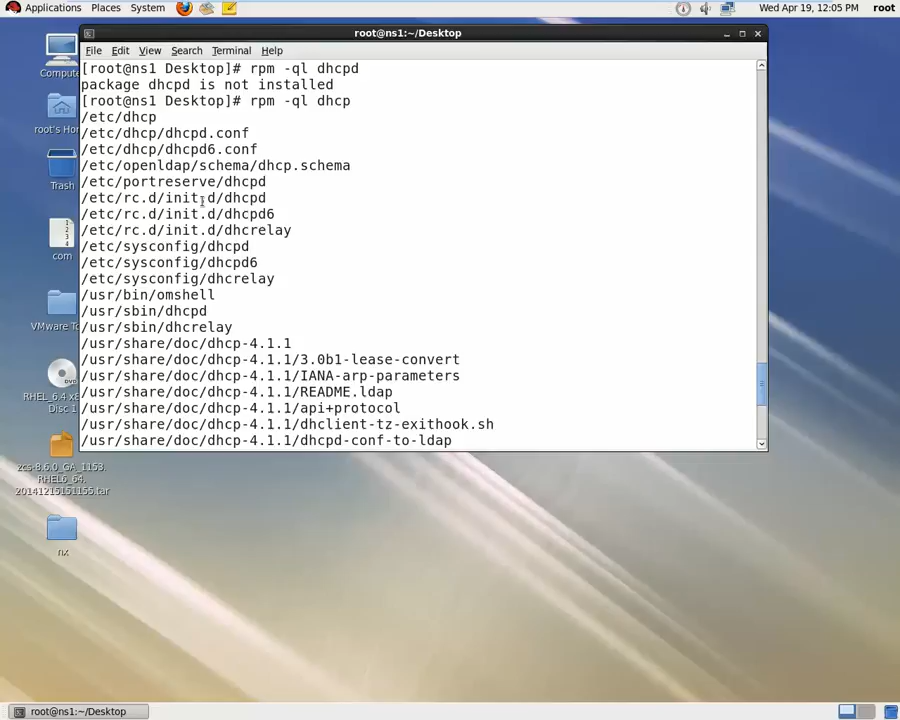 Applications Places System Wed Apr 19, 12:05 PM root
root@ns1:~/Desktop
File Edit View Search Terminal Help
[root@ns1 Desktop]# rpm -ql dhcpd
package dhcpd is not installed
[root@ns1 Desktop]# rpm -ql dhcp
/etc/dhcp
/etc/dhcp/dhcpd.conf
/etc/dhcp/dhcpd6.conf
/etc/openldap/schema/dhcp.schema
/etc/portreserve/dhcpd
/etc/rc.d/init.d/dhcpd
/etc/rc.d/init.d/dhcpd6
/etc/rc.d/init.d/dhcrelay
/etc/sysconfig/dhcpd
/etc/sysconfig/dhcpd6
/etc/sysconfig/dhcrelay
/usr/bin/omshell
/usr/sbin/dhcpd
/usr/sbin/dhcrelay
/usr/share/doc/dhcp-4.1.1
/usr/share/doc/dhcp-4.1.1/3.0b1-lease-convert
/usr/share/doc/dhcp-4.1.1/IANA-arp-parameters
/usr/share/doc/dhcp-4.1.1/README.ldap
/usr/share/doc/dhcp-4.1.1/api+protocol
/usr/share/doc/dhcp-4.1.1/dhclient-tz-exithook.sh
/usr/share/doc/dhcp-4.1.1/dhcpd-conf-to-ldap
Compute
root's Ho
Trash
com
VMware To
RHEL_6.4 x8
Disc 1
zcs-8.6.0_GA_1153.
RHEL6_64.
20141215151155.tar
nx
root@ns1:~/Desktop